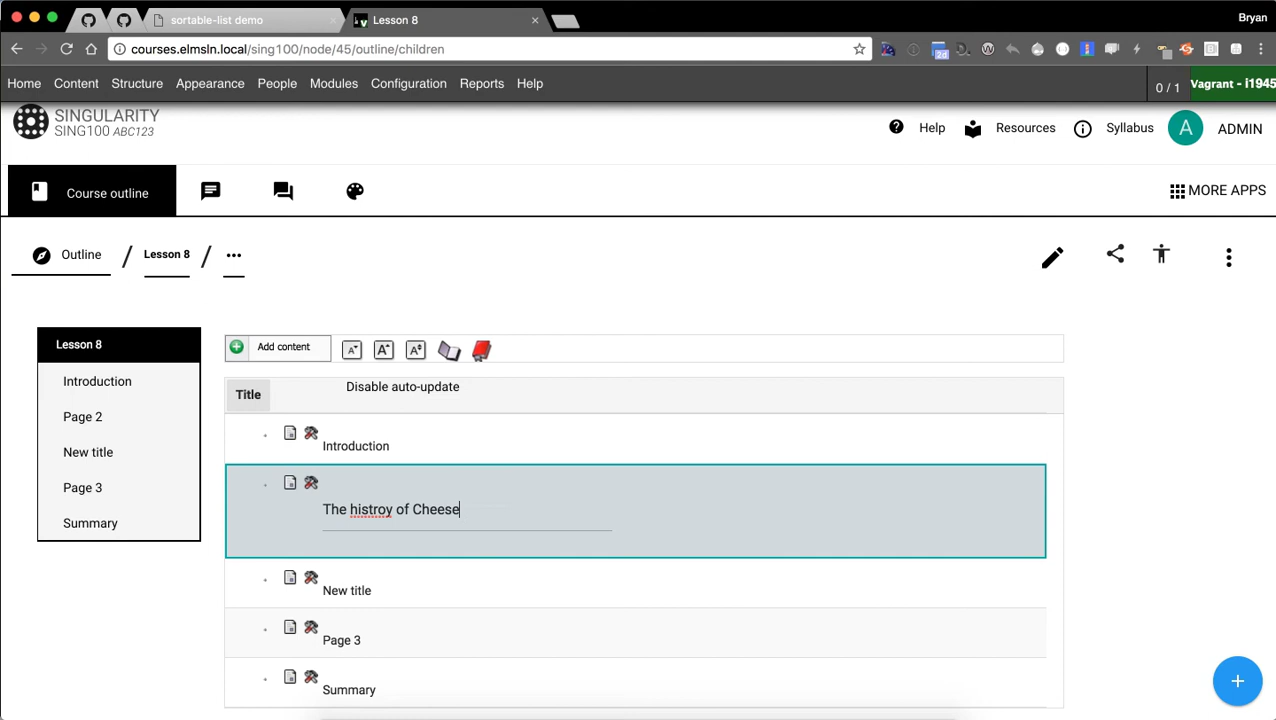 sortable-list demo
Lesson 8
Bryan
courses.elmsln.local/sing100/node/45/outline/children
2d
Home Content Structure Appearance People Modules Configuration Reports Help
0 / 1
Vagrant - i1945
SINGULARITY
SING100 ABC123
Help
Resources
Syllabus
A
ADMIN
Course outline
MORE APPS
Outline / Lesson 8 / •••
Lesson 8
Introduction
Page 2
New title
Page 3
Summary
Add content
Title
Disable auto-update
Introduction
The histroy of Cheese
New title
Page 3
Summary